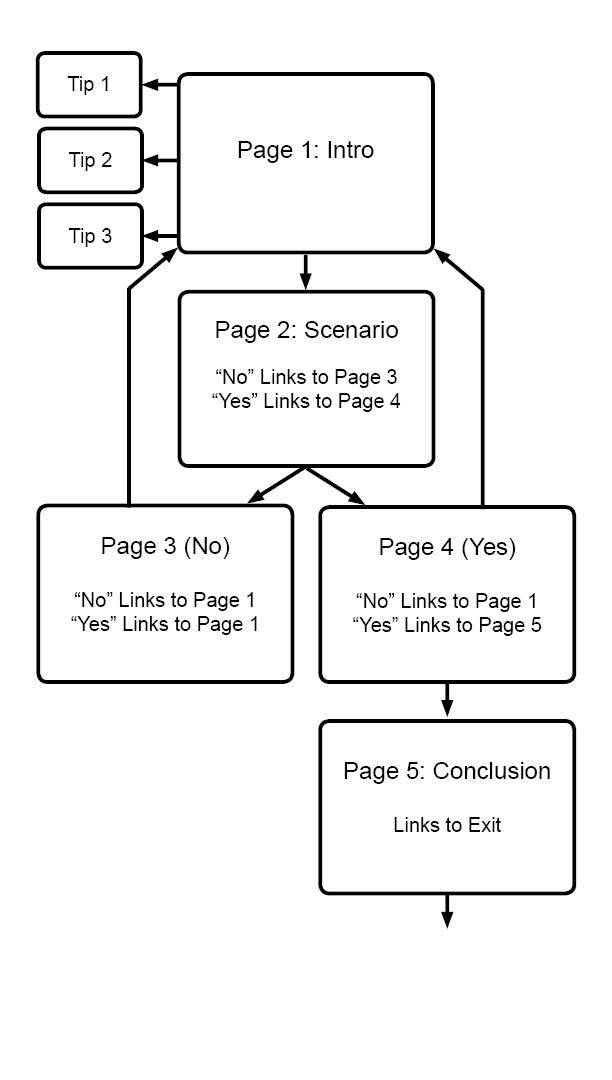 Tip 1
Page 1: Intro
Tip 2
Tip 3
Page 2: Scenario
“No” Links to Page 3
“Yes” Links to Page 4
Page 3 (No)
“No” Links to Page 1
“Yes” Links to Page 1
Page 4 (Yes)
“No” Links to Page 1
“Yes” Links to Page 5
Page 5: Conclusion
Links to Exit